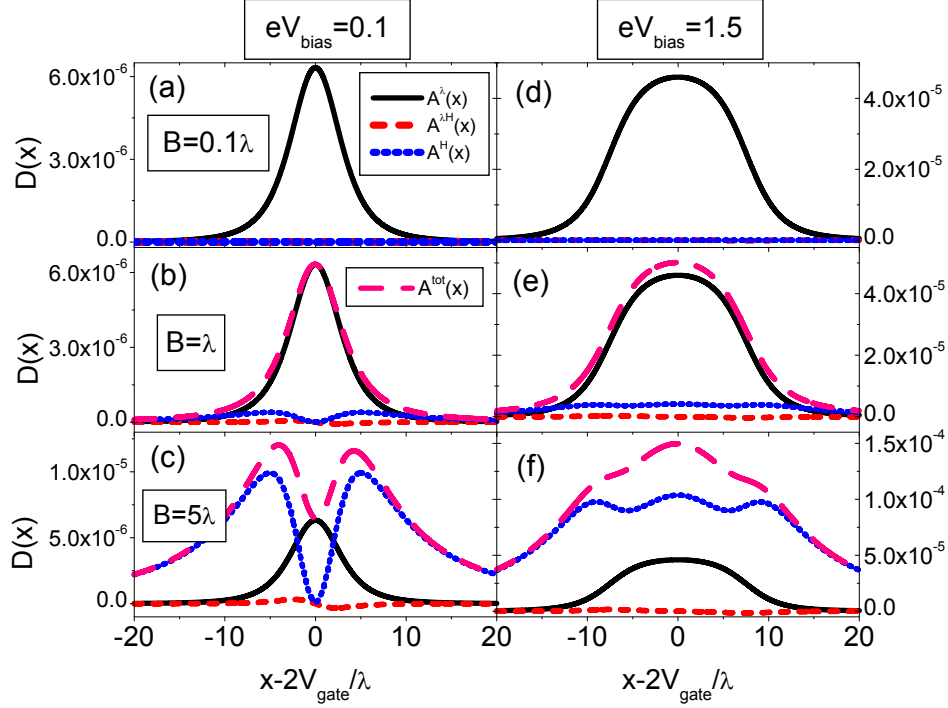 eV_bias=0.1
eV_bias=1.5
(a)
B=0.1λ
D(x)
6.0x10⁻⁶
3.0x10⁻⁶
0.0
A^λ(x)
A^λH(x)
A^H(x)
(d)
4.0x10⁻⁵
2.0x10⁻⁵
0.0
(b)
B=λ
D(x)
6.0x10⁻⁶
3.0x10⁻⁶
0.0
A^tot(x)
(e)
4.0x10⁻⁵
2.0x10⁻⁵
0.0
(c)
B=5λ
D(x)
1.0x10⁻⁵
5.0x10⁻⁶
0.0
(f)
1.5x10⁻⁴
1.0x10⁻⁴
5.0x10⁻⁵
0.0
-20 -10 0 10 20
-10 0 10 20
x-2V_gate/λ
x-2V_gate/λ